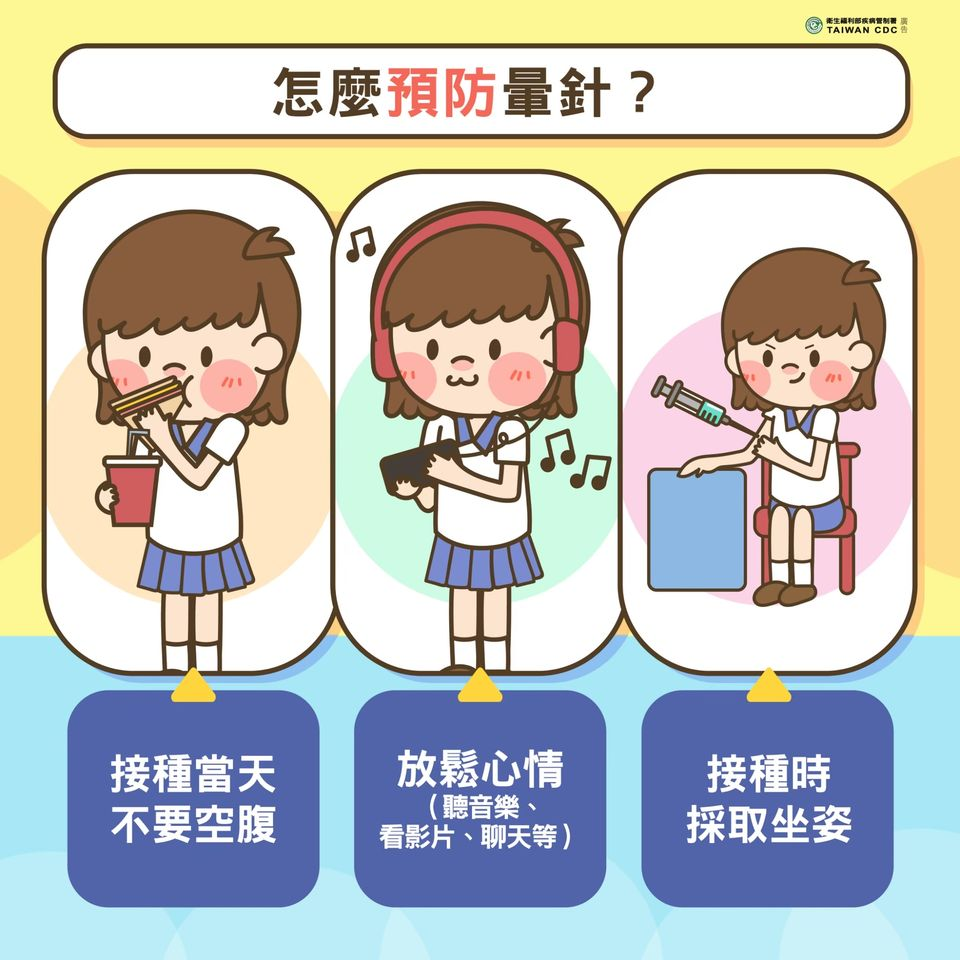 衛生福利部疾病管制署
TAIWAN CDC
廣告
怎麼預防暈針？
接種當天
不要空腹
放鬆心情
(聽音樂、
看影片、聊天等)
接種時
採取坐姿